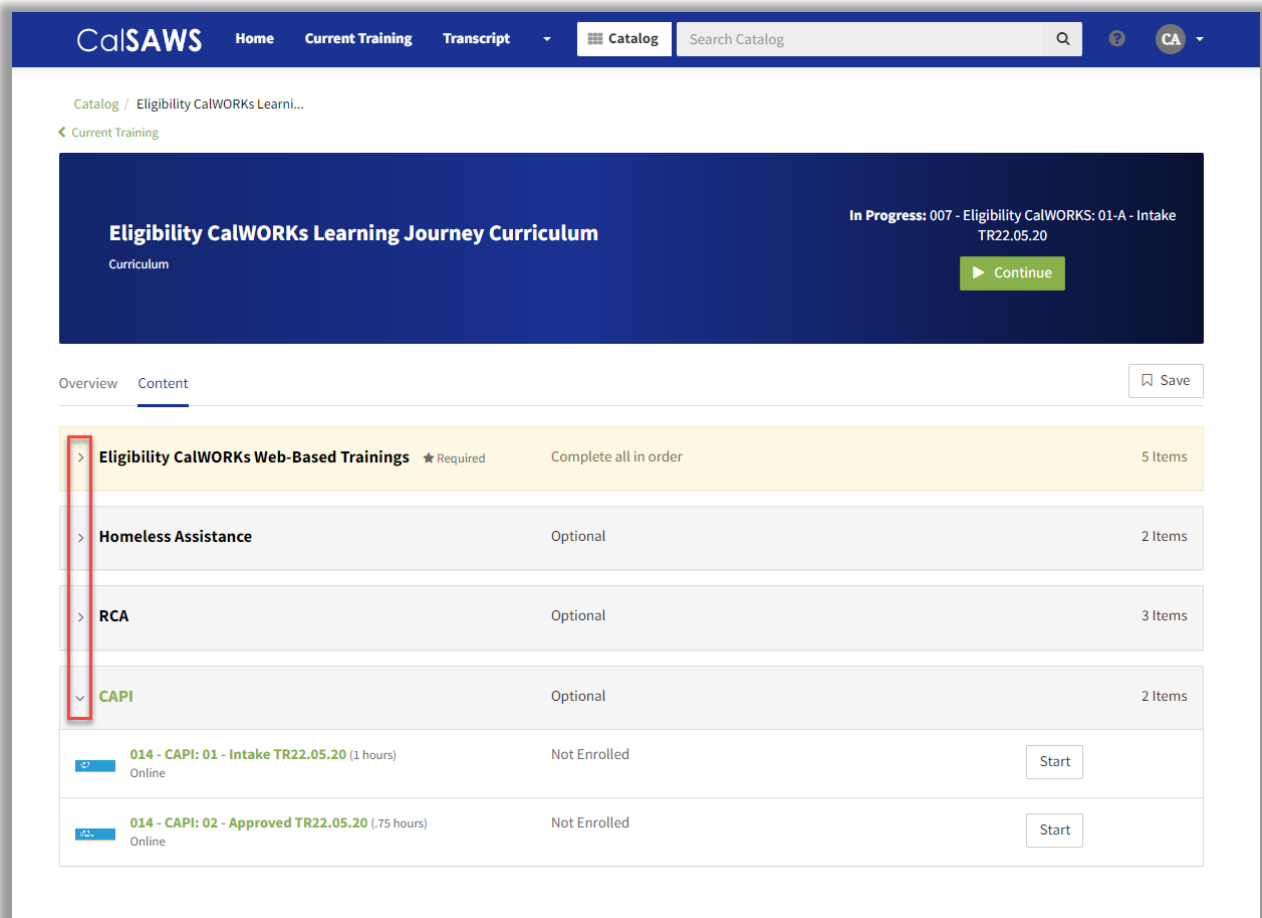 CalSAWS Home Current Training Transcript Catalog Search Catalog ? CA
Catalog / Eligibility CalWORKs Learni...
Current Training
In Progress: 007 - Eligibility CalWORKS: 01-A - Intake
TR22.05.20
Eligibility CalWORKs Learning Journey Curriculum
Curriculum
Continue
Overview Content Save
Eligibility CalWORKs Web-Based Trainings Required Complete all in order 5 Items
Homeless Assistance Optional 2 Items
RCA Optional 3 Items
CAPI Optional 2 Items
014 - CAPI: 01 - Intake TR22.05.20 (1 hours) Not Enrolled Start
Online
014 - CAPI: 02 - Approved TR22.05.20 (.75 hours) Not Enrolled Start
Online